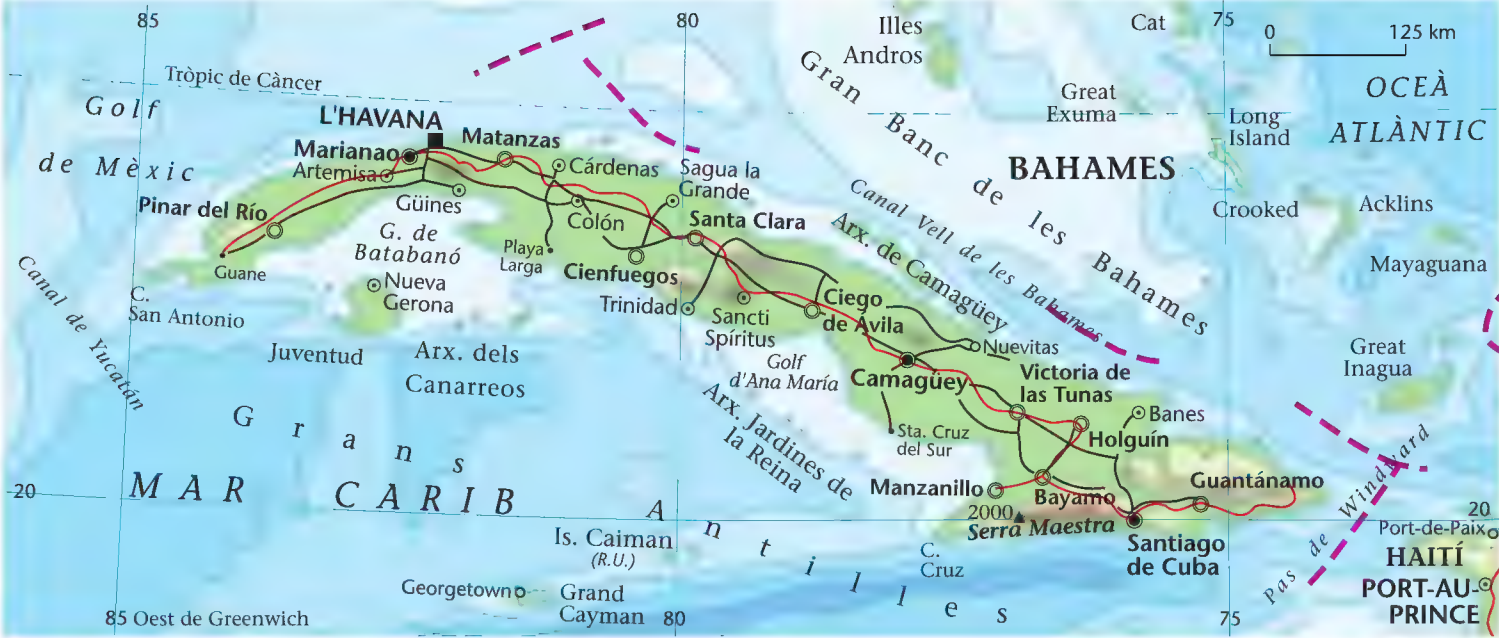 85
80
75
0
125 km
Illes
Andros
Cat
Tròpic de Càncer
Gran Banc de les Bahames
Great
Exuma
Long
Island
OCEÀ
ATLÀNTIC
Golf
de Mèxic
L'HAVANA
Matanzas
Marianao
Artemisa
Cárdenas
Sagua la
Grande
BAHAMES
Pinar del Río
Güines
Colón
Santa Clara
Canal Vell de les Bahames
Crooked
Acklins
G. de
Batabanó
Playa
Larga
Cienfuegos
Arx. de Camagüey
Guane
Mayaguana
Canal de Yucatán
C.
San Antonio
Nueva
Gerona
Trinidad
Sancti
Spíritus
Ciego
de Ávila
Nuevitas
Juventud
Arx. dels
Canarreos
Golf
d'Ana María
Camagüey
Victoria de
las Tunas
Great
Inagua
Arx. Jardines de
la Reina
Sta. Cruz
del Sur
Banes
Holguín
Grans Antilles
MAR CARIB
20
Manzanillo
Bayamo
Guantánamo
Pas de Windward
2000
Serra Maestra
20
Is. Caiman
(R.U.)
C.
Cruz
Santiago
de Cuba
Port-de-Paix
HAITÍ
Georgetown
Grand
Cayman
PORT-AU-
PRINCE
85 Oest de Greenwich
80
75